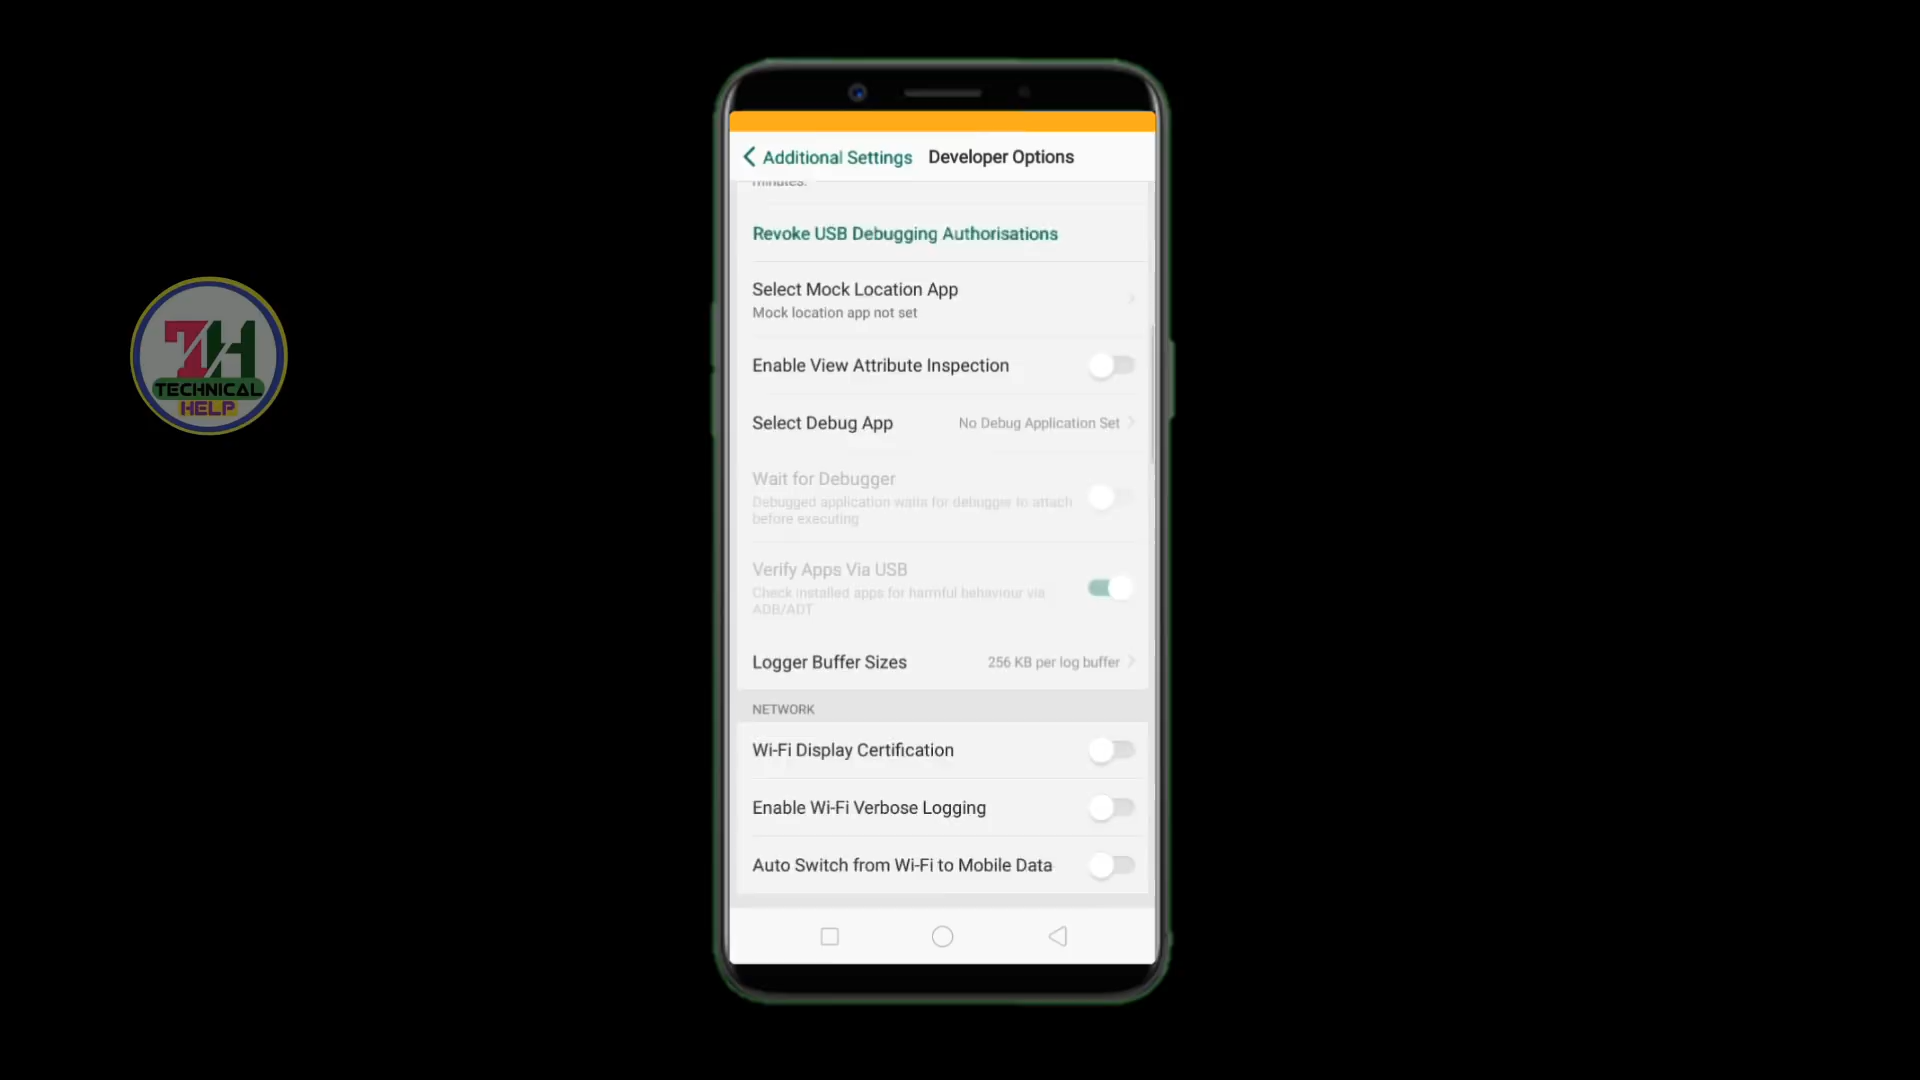 Additional Settings Developer Options
minutes.
Revoke USB Debugging Authorisations
Select Mock Location App
Mock location app not set
Enable View Attribute Inspection
Select Debug App No Debug Application Set
Wait for Debugger
Debugged application waits for debugger to attach
before executing
Verify Apps Via USB
Check installed apps for harmful behaviour via
ADB/ADT
Logger Buffer Sizes 256 KB per log buffer
NETWORK
Wi-Fi Display Certification
Enable Wi-Fi Verbose Logging
Auto Switch from Wi-Fi to Mobile Data
TH
TECHNICAL
HELP